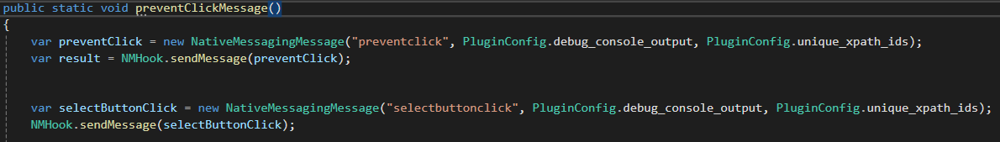 public static void preventClickMessage()
{
var preventClick = new NativeMessagingMessage("preventclick", PluginConfig.debug_console_output, PluginConfig.unique_xpath_ids);
var result = NMHook.sendMessage(preventClick);
var selectButtonClick = new NativeMessagingMessage("selectbuttonclick", PluginConfig.debug_console_output, PluginConfig.unique_xpath_ids);
NMHook.sendMessage(selectButtonClick);